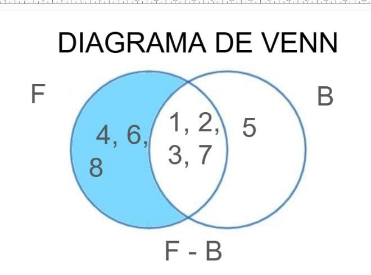 DIAGRAMA DE VENN
F
B
4, 6,
8
1, 2,
3, 7
5
F - B